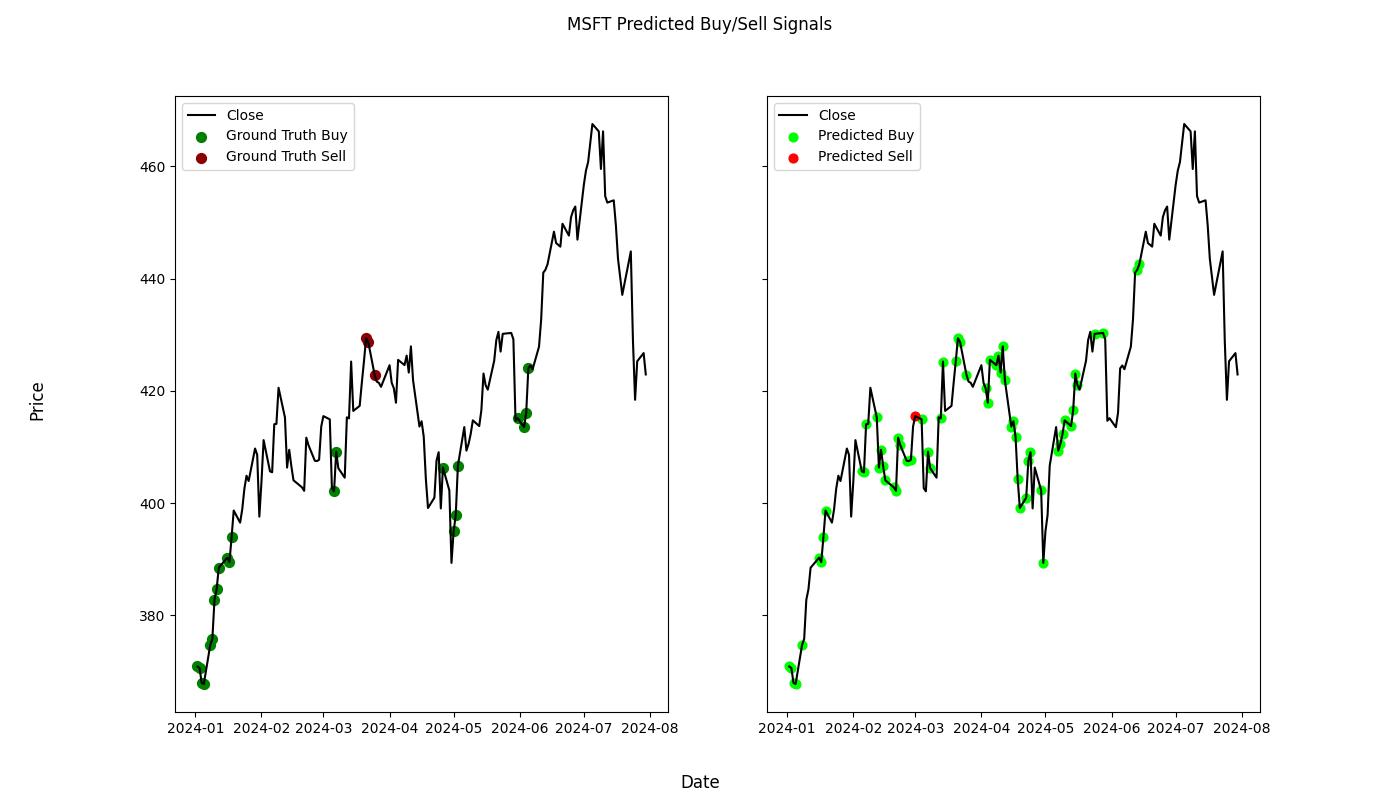 MSFT Predicted Buy/Sell Signals
Close
Ground Truth Buy
Ground Truth Sell
Close
Predicted Buy
Predicted Sell
460
440
420
400
380
Price
2024-01 2024-02 2024-03 2024-04 2024-05 2024-06 2024-07 2024-08
2024-01 2024-02 2024-03 2024-04 2024-05 2024-06 2024-07 2024-08
Date